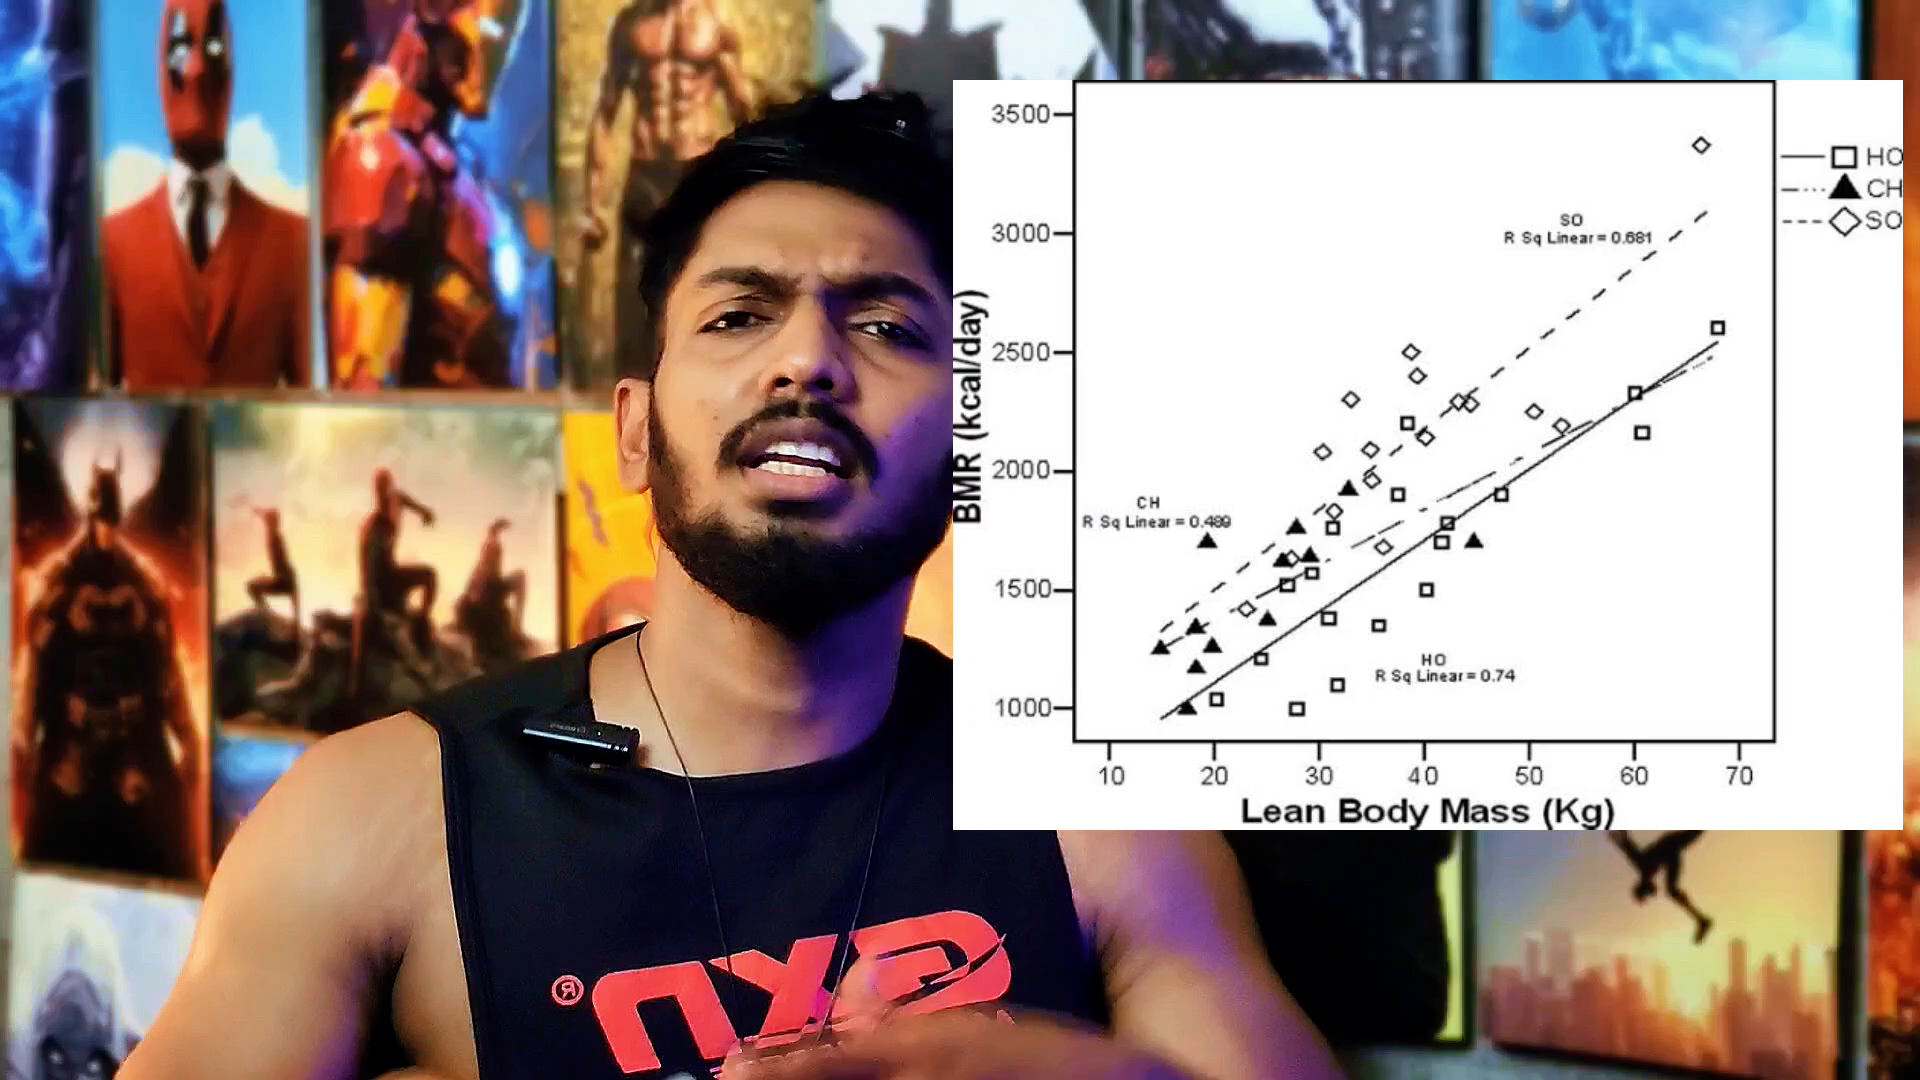 3500
3000
2500
2000
1500
1000
BMR (kcal/day)
10 20 30 40 50 60 70
Lean Body Mass (Kg)
SO
R Sq Linear = 0.681
CH
R Sq Linear = 0.489
HO
R Sq Linear = 0.74
HO
CH
SO
®